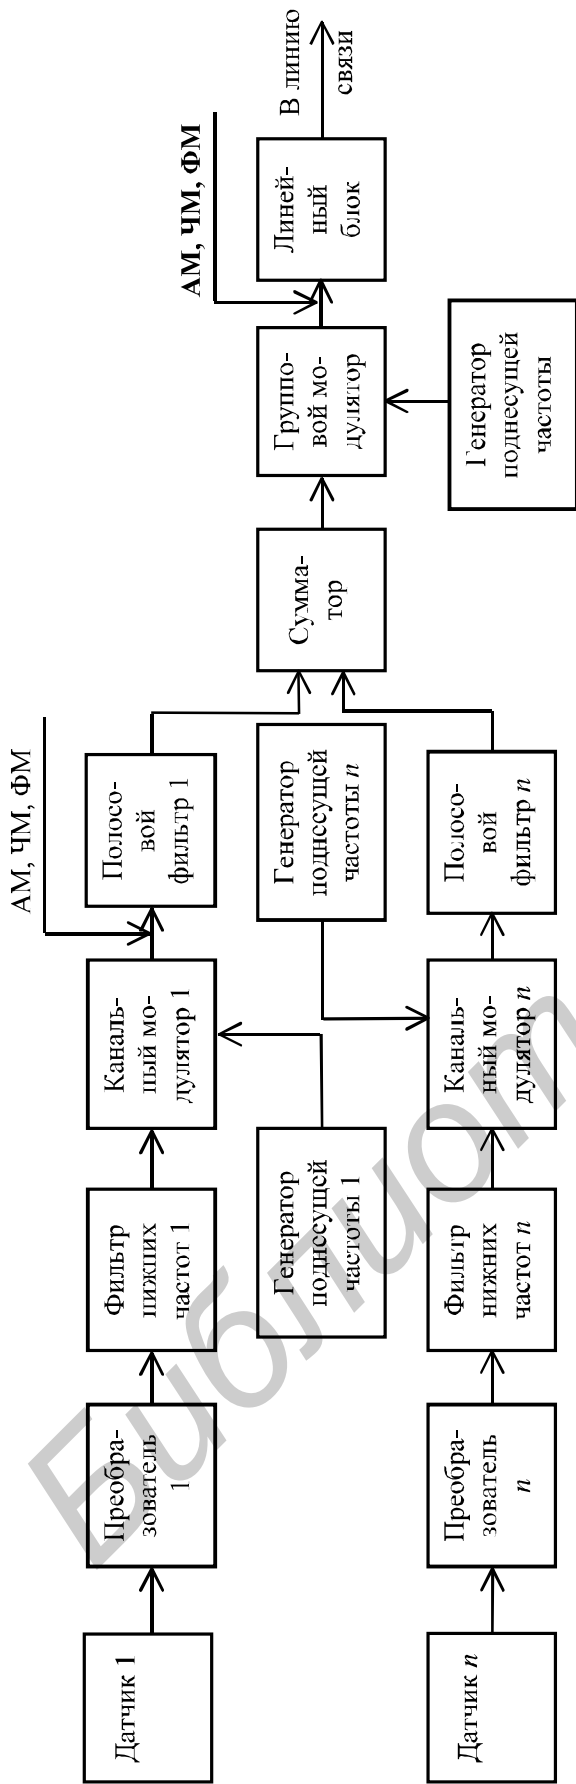 Датчик 1
Преобра-
зователь
1
Фильтр
нижних
частот 1
Каналь-
ный мо-
дулятор 1
АМ, ЧМ, ФМ
Полосо-
вой
фильтр 1
Генератор
поднесущей
частоты 1
Генератор
поднесущей
частоты n
Датчик n
Преобра-
зователь
n
Фильтр
нижних
частот n
Каналь-
ный мо-
дулятор n
Полосо-
вой
фильтр n
Сумма-
тор
Группо-
вой мо-
дулятор
Генератор
поднесущей
частоты
АМ, ЧМ, ФМ
Линей-
ный
блок
В линию
связи
Библиот